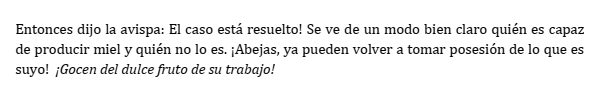 Entonces dijo la avispa: El caso está resuelto! Se ve de un modo bien claro quién es capaz
de producir miel y quién no lo es. ¡Abejas, ya pueden volver a tomar posesión de lo que es
suyo! ¡Gocen del dulce fruto de su trabajo!